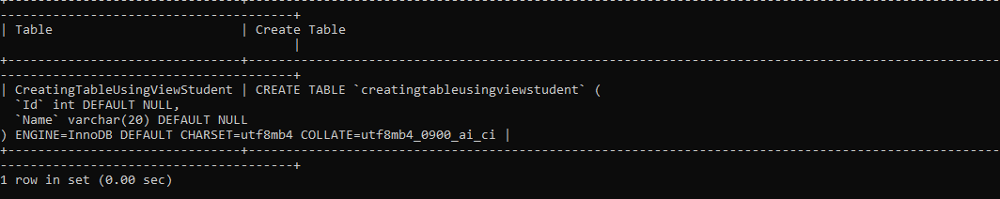 +-------------------------------+--------------------------------------------------------------------------------------------------
---------------------------------------+
| Table                         | Create Table
                                       |
+-------------------------------+--------------------------------------------------------------------------------------------------
---------------------------------------+
| CreatingTableUsingViewStudent | CREATE TABLE `creatingtableusingviewstudent` (
  `Id` int DEFAULT NULL,
  `Name` varchar(20) DEFAULT NULL
) ENGINE=InnoDB DEFAULT CHARSET=utf8mb4 COLLATE=utf8mb4_0900_ai_ci |
+-------------------------------+--------------------------------------------------------------------------------------------------
---------------------------------------+
1 row in set (0.00 sec)